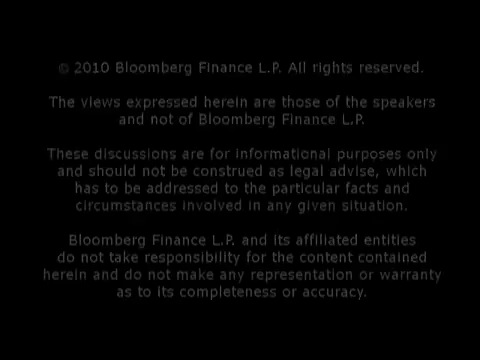 © 2010 Bloomberg Finance L.P. All rights reserved.
The views expressed herein are those of the speakers
and not of Bloomberg Finance L.P.
These discussions are for informational purposes only
and should not be construed as legal advise, which
has to be addressed to the particular facts and
circumstances involved in any given situation.
Bloomberg Finance L.P. and its affiliated entities
do not take responsibility for the content contained
herein and do not make any representation or warranty
as to its completeness or accuracy.